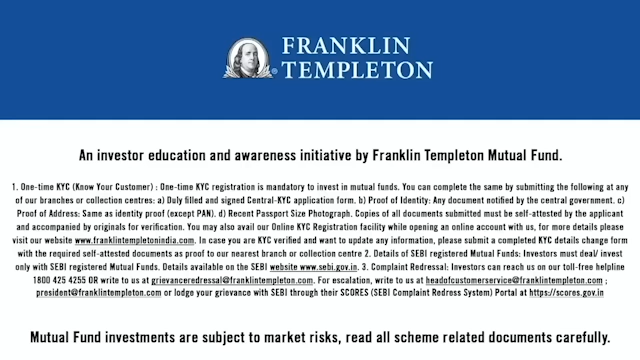 FRANKLIN
TEMPLETON
An investor education and awareness initiative by Franklin Templeton Mutual Fund.
1. One-time KYC (Know Your Customer) : One-time KYC registration is mandatory to invest in mutual funds. You can complete the same by submitting the following at any
of our branches or collection centres: a) Duly filled and signed Central-KYC application form. b) Proof of Identity: Any document notified by the central government. c)
Proof of Address: Same as identity proof (except PAN). d) Recent Passport Size Photograph. Copies of all documents submitted must be self-attested by the applicant
and accompanied by originals for verification. You may also avail our Online KYC Registration facility while opening an online account with us, for more details please
visit our website www.franklintempletonindia.com. In case you are KYC verified and want to update any information, please submit a completed KYC details change form
with the required self-attested documents as proof to our nearest branch or collection centre 2. Details of SEBI registered Mutual Funds: Investors must deal/ invest
only with SEBI registered Mutual Funds. Details available on the SEBI website www.sebi.gov.in. 3. Complaint Redressal: Investors can reach us on our toll-free helpline
1800 425 4255 OR write to us at grievanceredressal@franklintempleton.com. For escalation, write to us at headofcustomerservice@franklintempleton.com ;
president@franklintempleton.com or lodge your grievance with SEBI through their SCORES (SEBI Complaint Redress System) Portal at https://scores.gov.in
Mutual Fund investments are subject to market risks, read all scheme related documents carefully.